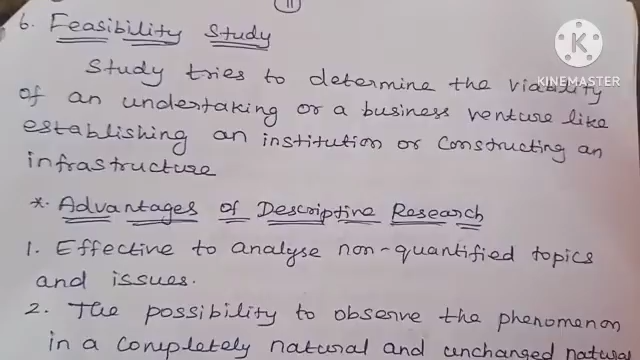 11
6. Feasibility Study
Study tries to determine the viability
of an undertaking or a business venture like
establishing an institution or constructing an
infrastructure
* Advantages of Descriptive Research
1. Effective to analyse non-quantified topics
and issues.
2. The possibility to observe the phenomenon
in a completely natural and unchanged natural
K
KINEMASTER